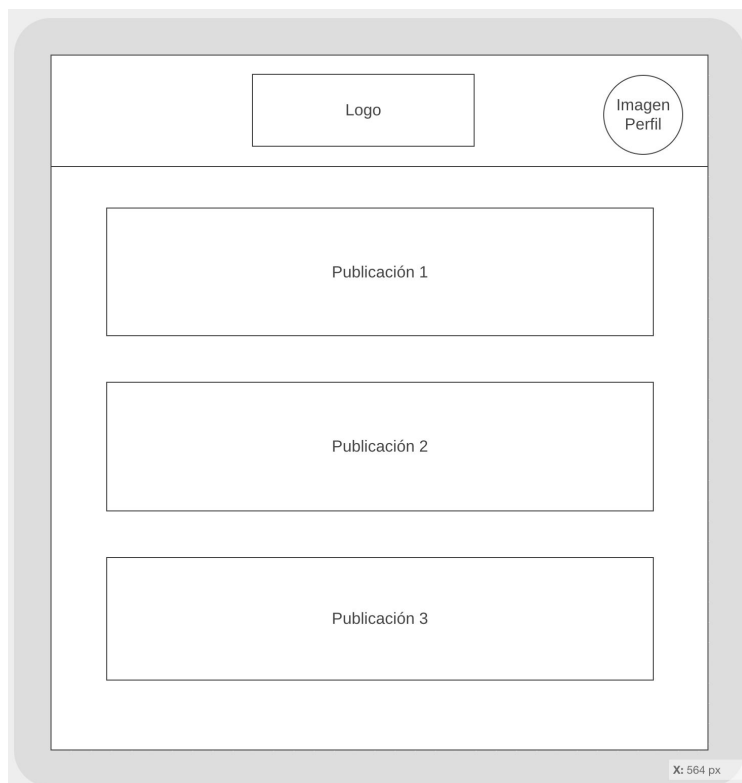 Logo
Imagen
Perfil
Publicación 1
Publicación 2
Publicación 3
X: 564 px